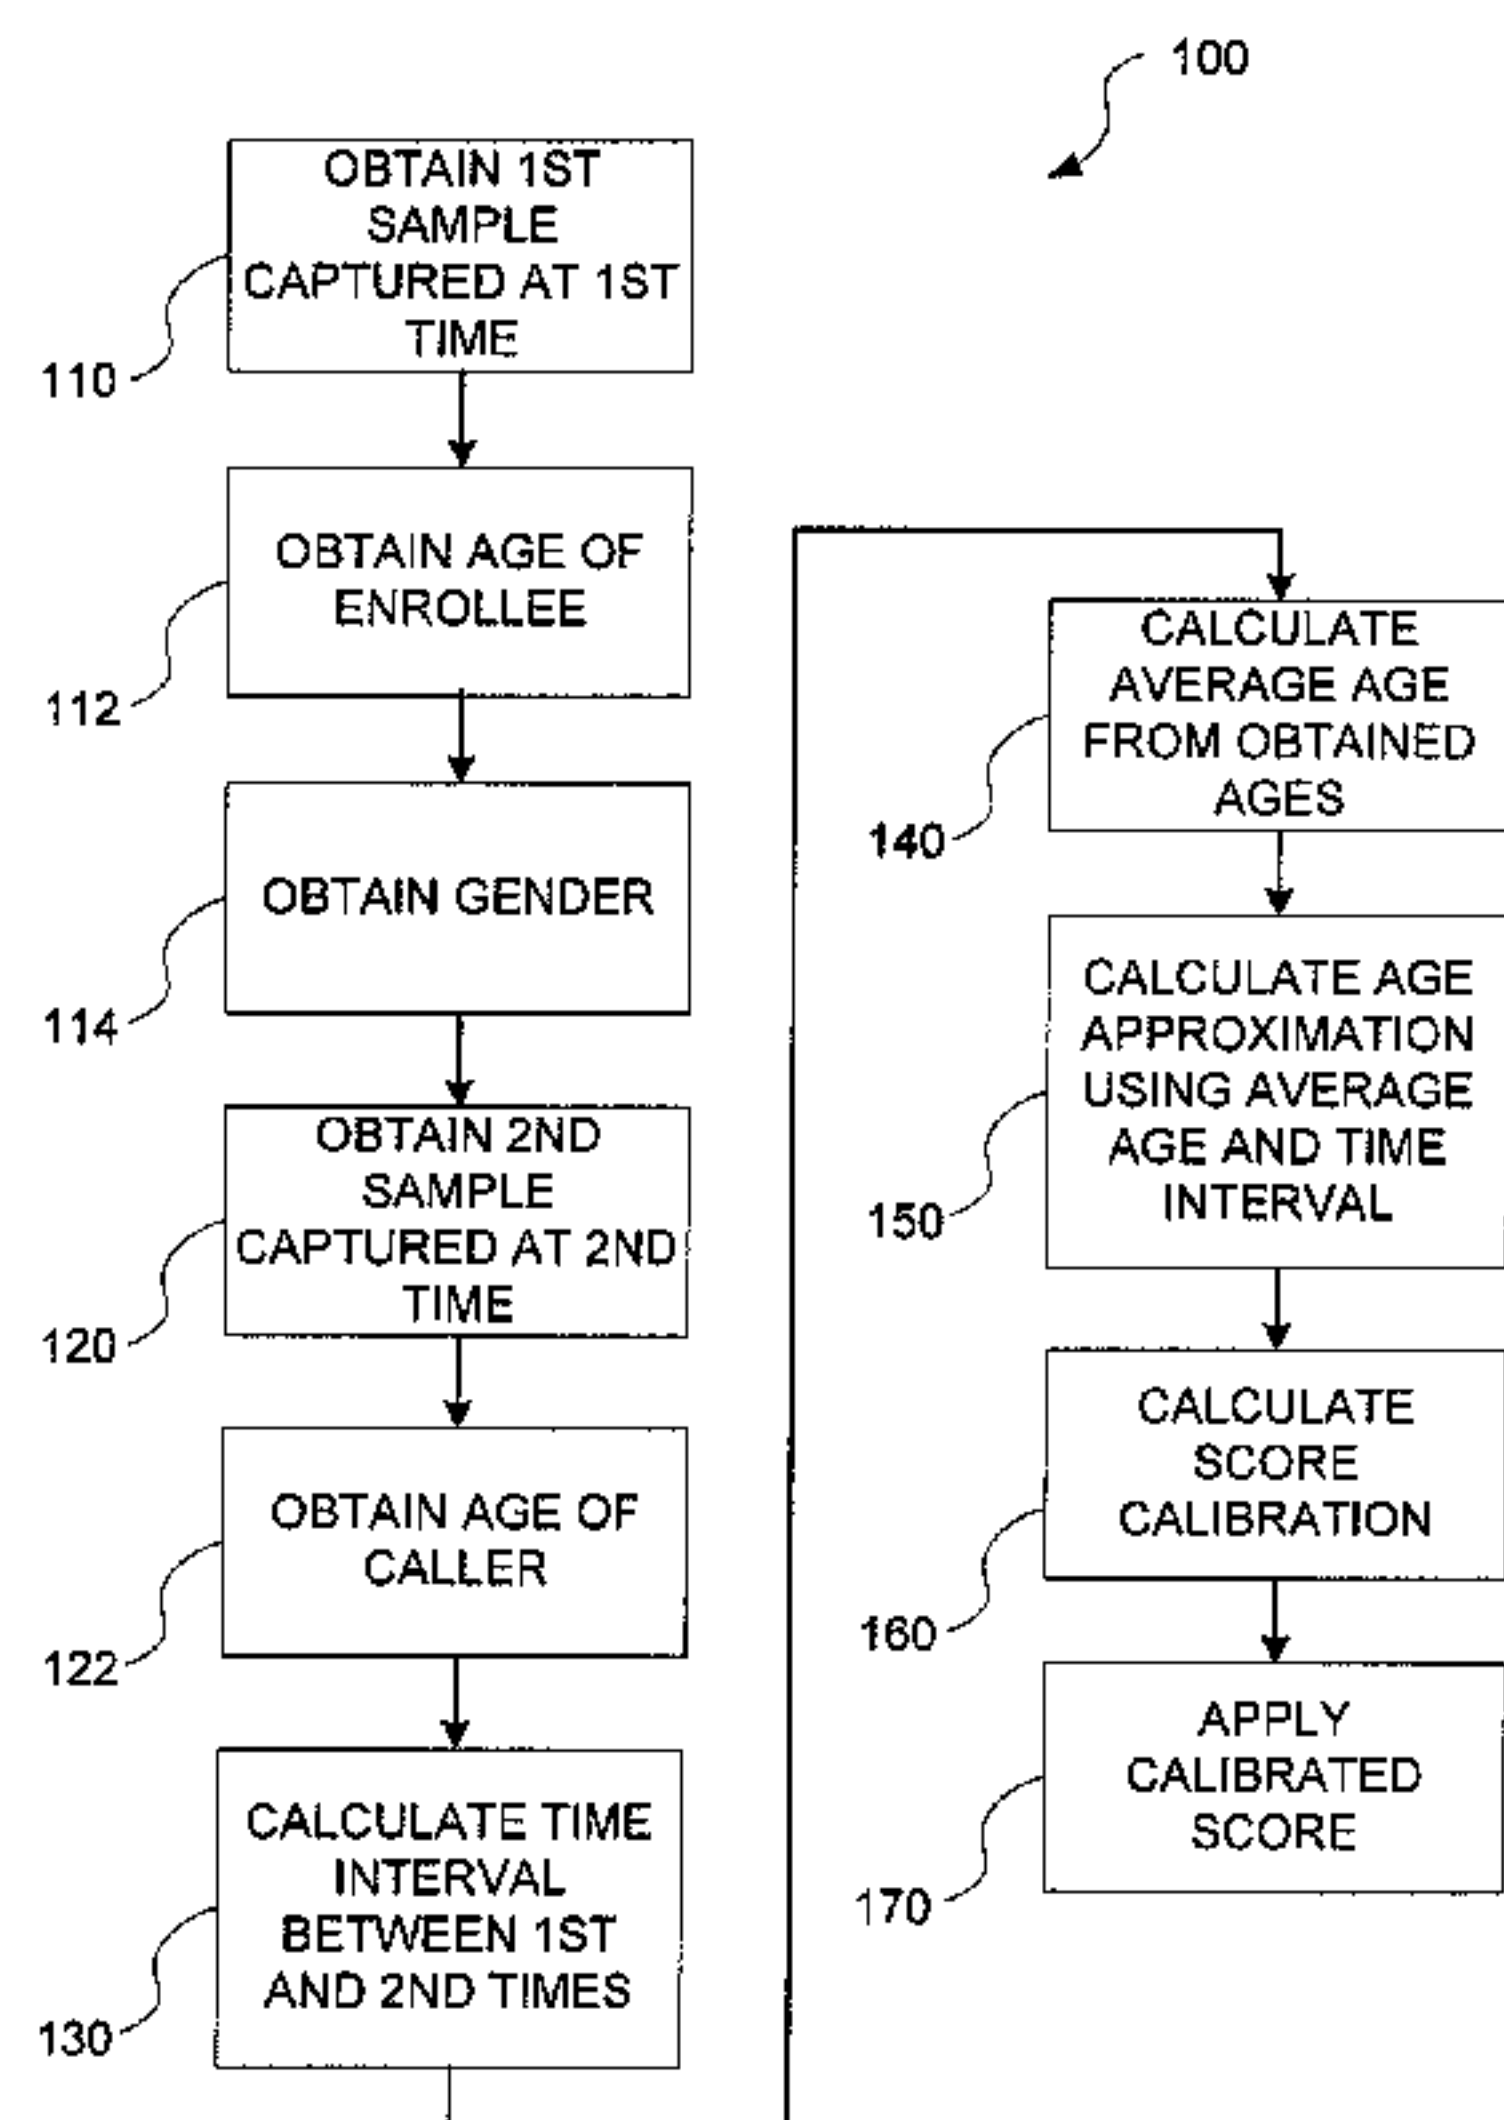 100
OBTAIN 1ST
SAMPLE
CAPTURED AT 1ST
TIME
110
OBTAIN AGE OF
ENROLLEE
112
OBTAIN GENDER
114
OBTAIN 2ND
SAMPLE
CAPTURED AT 2ND
TIME
120
OBTAIN AGE OF
CALLER
122
CALCULATE TIME
INTERVAL
BETWEEN 1ST
AND 2ND TIMES
130
CALCULATE
AVERAGE AGE
FROM OBTAINED
AGES
140
CALCULATE AGE
APPROXIMATION
USING AVERAGE
AGE AND TIME
INTERVAL
150
CALCULATE
SCORE
CALIBRATION
160
APPLY
CALIBRATED
SCORE
170